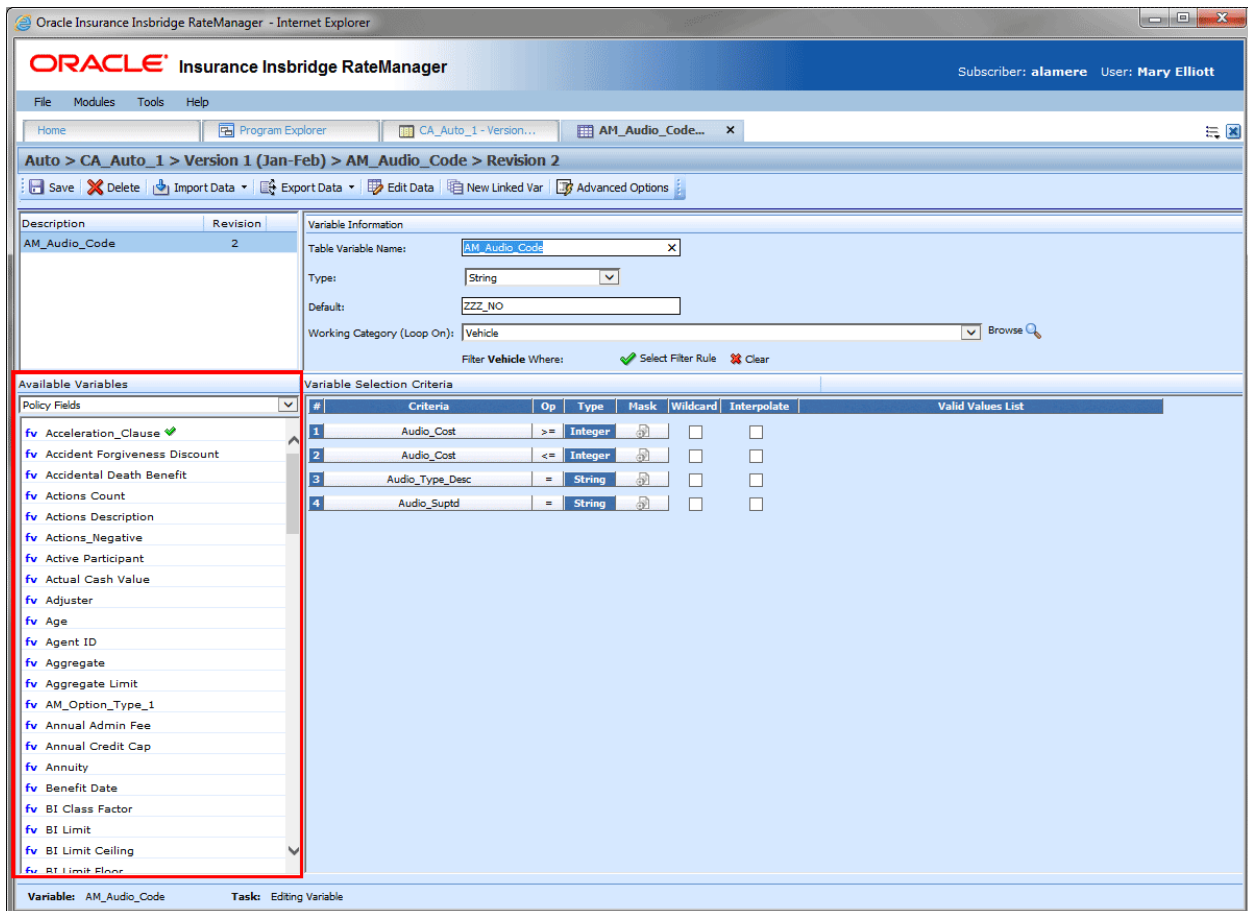 Oracle Insurance Insbridge RateManager - Internet Explorer
ORACLE Insurance Insbridge RateManager
Subscriber: alamere User: Mary Elliott
File Modules Tools Help
Home Program Explorer CA_Auto_1 - Version... AM_Audio_Code... X
Auto > CA_Auto_1 > Version 1 (Jan-Feb) > AM_Audio_Code > Revision 2
Save Delete Import Data Export Data Edit Data New Linked Var Advanced Options
Description Revision
AM_Audio_Code 2
Variable Information
Table Variable Name: AM_Audio_Code
Type: String
Default: ZZZ_NO
Working Category (Loop On): Vehicle Browse
Filter Vehicle Where: Select Filter Rule Clear
Available Variables
Policy Fields
fv Acceleration_Clause
fv Accident Forgiveness Discount
fv Accidental Death Benefit
fv Actions Count
fv Actions Description
fv Actions_Negative
fv Active Participant
fv Actual Cash Value
fv Adjuster
fv Age
fv Agent ID
fv Aggregate
fv Aggregate Limit
fv AM_Option_Type_1
fv Annual Admin Fee
fv Annual Credit Cap
fv Annuity
fv Benefit Date
fv BI Class Factor
fv BI Limit
fv BI Limit Ceiling
fv BI Limit Floor
Variable Selection Criteria
# Criteria Op Type Mask Wildcard Interpolate Valid Values List
1 Audio_Cost >= Integer
2 Audio_Cost <= Integer
3 Audio_Type_Desc = String
4 Audio_Suptd = String
Variable: AM_Audio_Code Task: Editing Variable